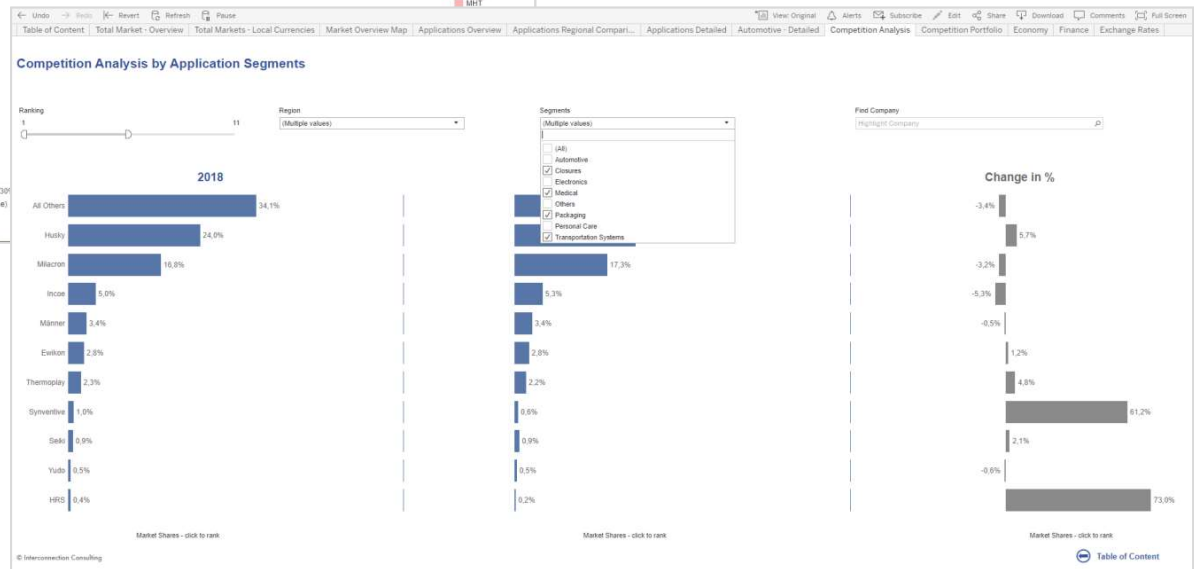 MHT
← Undo → Redo |← Revert Refresh Pause View: Original Alerts Subscribe Edit Share Download Comments Full Screen
Table of Content Total Market - Overview Total Markets - Local Currencies Market Overview Map Applications Overview Applications Regional Compari... Applications Detailed Automotive - Detailed Competition Analysis Competition Portfolio Economy Finance Exchange Rates
Competition Analysis by Application Segments
Ranking Region Segments Find Company
1 11 (Multiple values) (Multiple values) Highlight Company
(All)
Automotive
Closures
Electronics
Medical
Others
Packaging
Personal Care
Transportation Systems
2018 Change in %
All Others 34,1% -3,4%
Husky 24,0% 5,7%
Milacron 16,8% 17,3% -3,2%
Incoe 5,0% 5,3% -5,3%
Männer 3,4% 3,4% -0,5%
Ewikon 2,8% 2,8% 1,2%
Thermoplay 2,3% 2,2% 4,8%
Synventive 1,0% 0,6% 61,2%
Seiki 0,9% 0,9% 2,1%
Yudo 0,5% 0,5% -0,6%
HRS 0,4% 0,2% 73,0%
Market Shares - click to rank Market Shares - click to rank Market Shares - click to rank
© Interconnection Consulting Table of Content